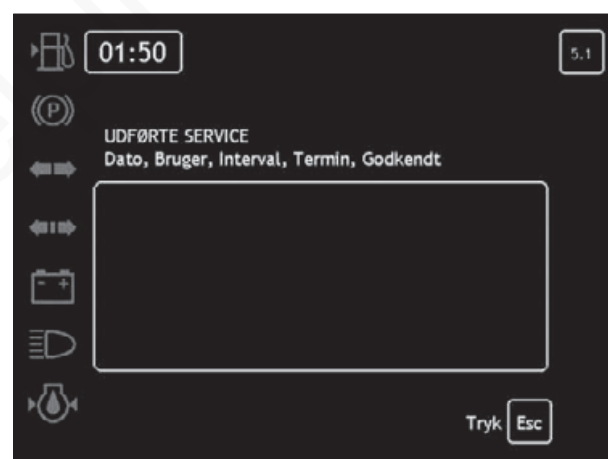 01:50
5.1
(P)
UDFØRTE SERVICE
Dato, Bruger, Interval, Termin, Godkendt
Tryk Esc